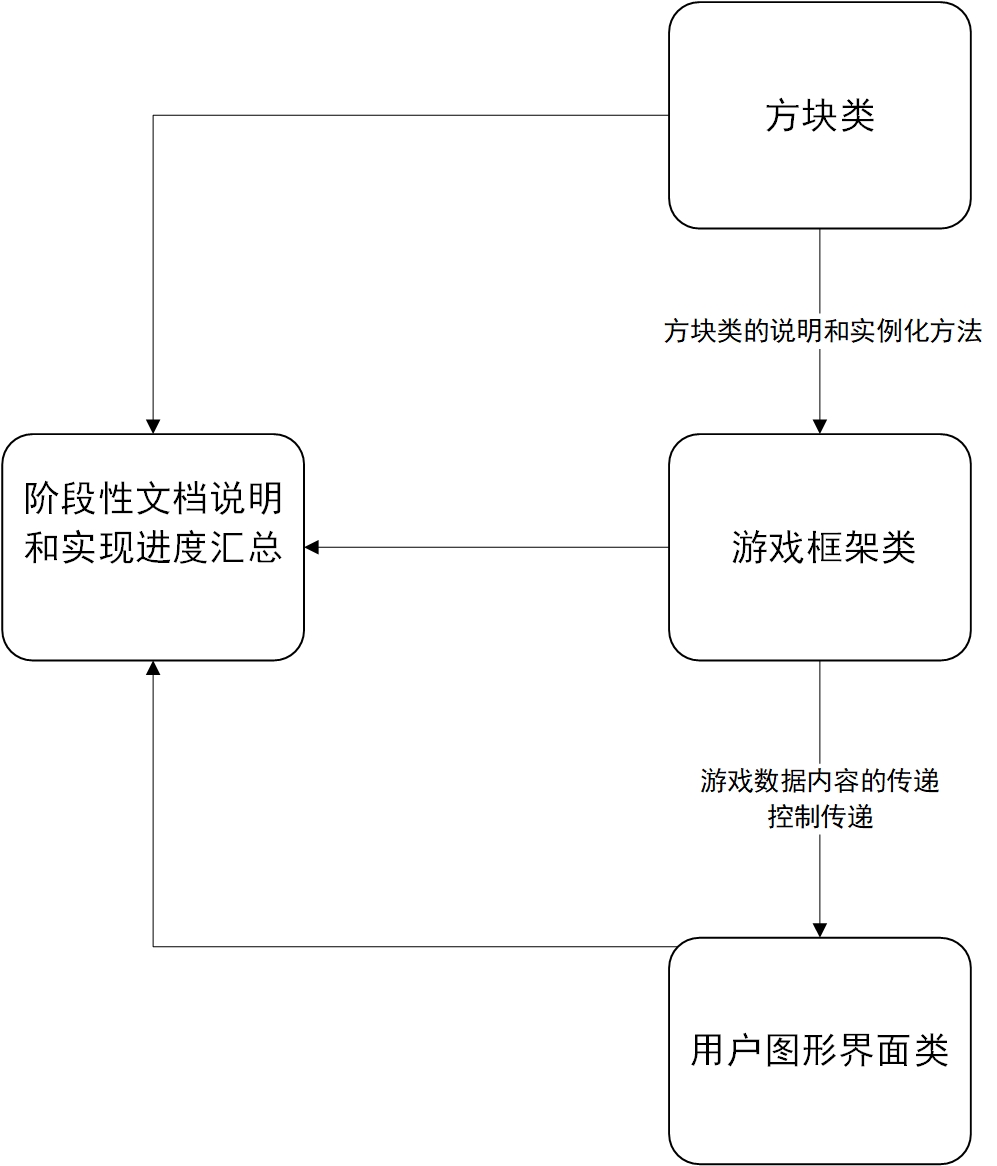 方块类
方块类的说明和实例化方法
阶段性文档说明
和实现进度汇总
游戏框架类
游戏数据内容的传递
控制传递
用户图形界面类